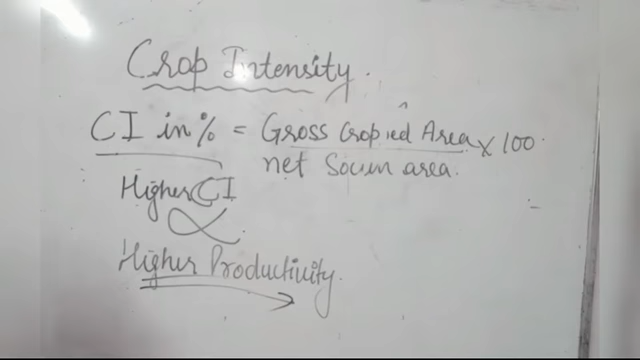 Crop Intensity.
CI in % = Gross Cropied Area × 100.
net Sown area.
Higher CI
∝
Higher Productivity.